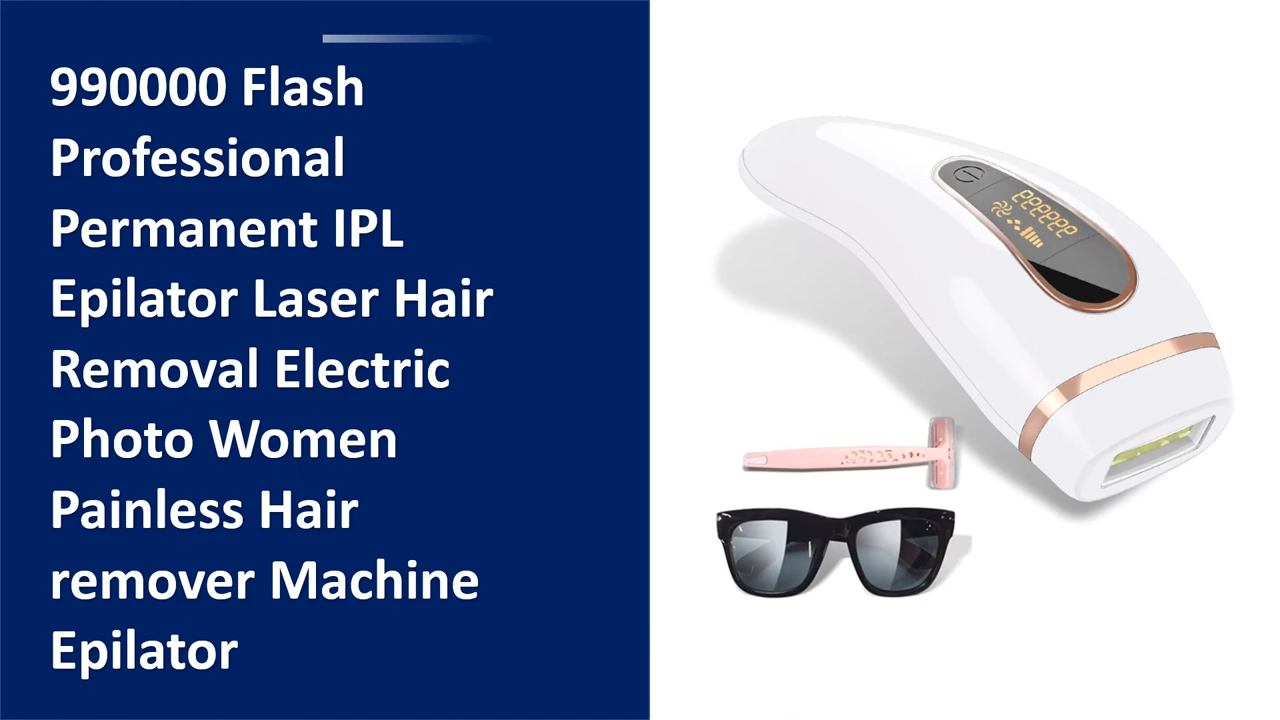 990000 Flash
Professional
Permanent IPL
Epilator Laser Hair
Removal Electric
Photo Women
Painless Hair
remover Machine
Epilator